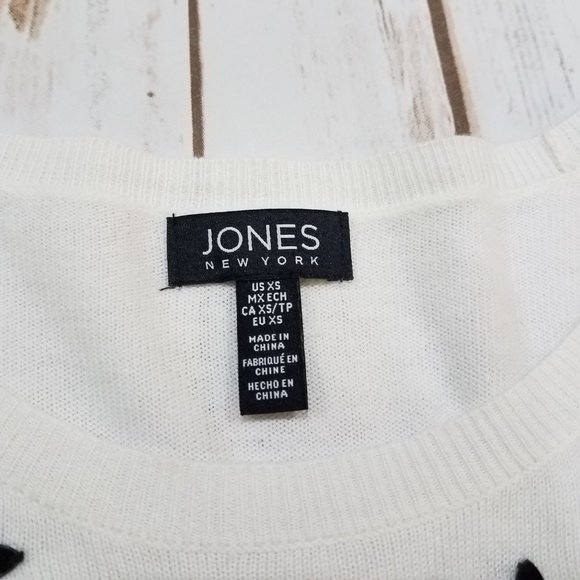 JONES
NEW YORK
US XS
MX ECH
CA XS/TP
EU XS
MADE IN
CHINA
FABRIQUÉ EN
CHINE
HECHO EN
CHINA